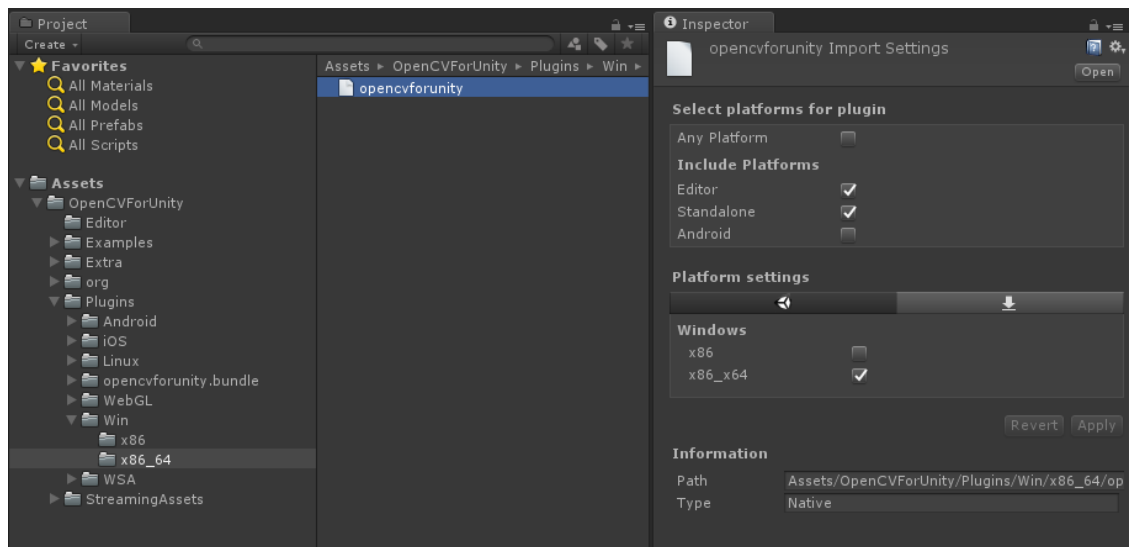 Project
Create
Favorites
All Materials
All Models
All Prefabs
All Scripts
Assets
OpenCVForUnity
Editor
Examples
Extra
org
Plugins
Android
iOS
Linux
opencvforunity.bundle
WebGL
Win
x86
x86_64
WSA
StreamingAssets
Assets ▸ OpenCVForUnity ▸ Plugins ▸ Win ▸
opencvforunity
Inspector
opencvforunity Import Settings
Open
Select platforms for plugin
Any Platform
Include Platforms
Editor
Standalone
Android
Platform settings
Windows
x86
x86_x64
Revert Apply
Information
Path Assets/OpenCVForUnity/Plugins/Win/x86_64/op
Type Native